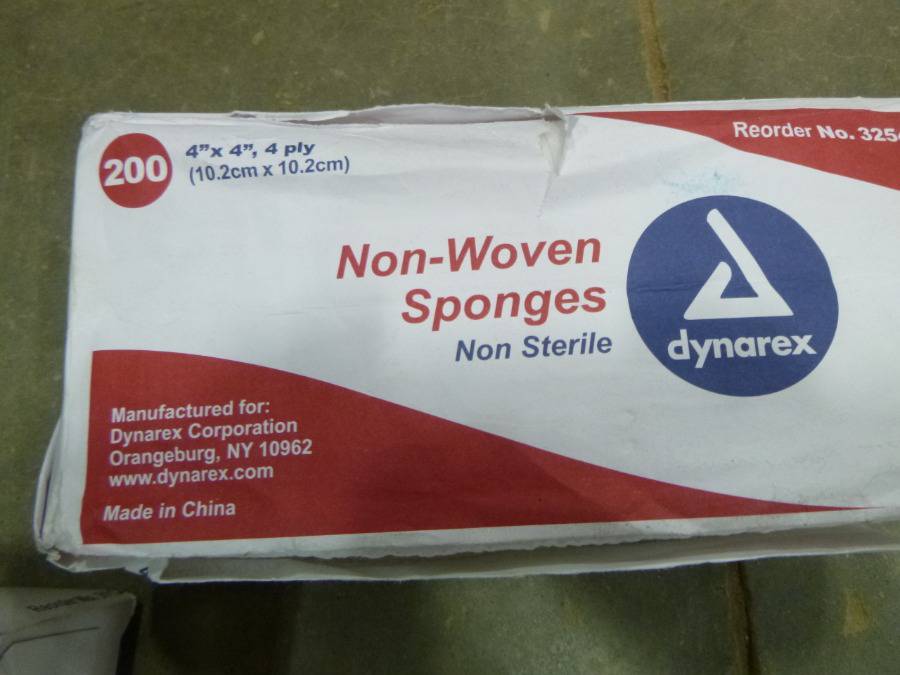 200
4”x 4”, 4 ply
(10.2cm x 10.2cm)
Reorder No. 325
Non-Woven
Sponges
Non Sterile
dynarex
Manufactured for:
Dynarex Corporation
Orangeburg, NY 10962
www.dynarex.com
Made in China